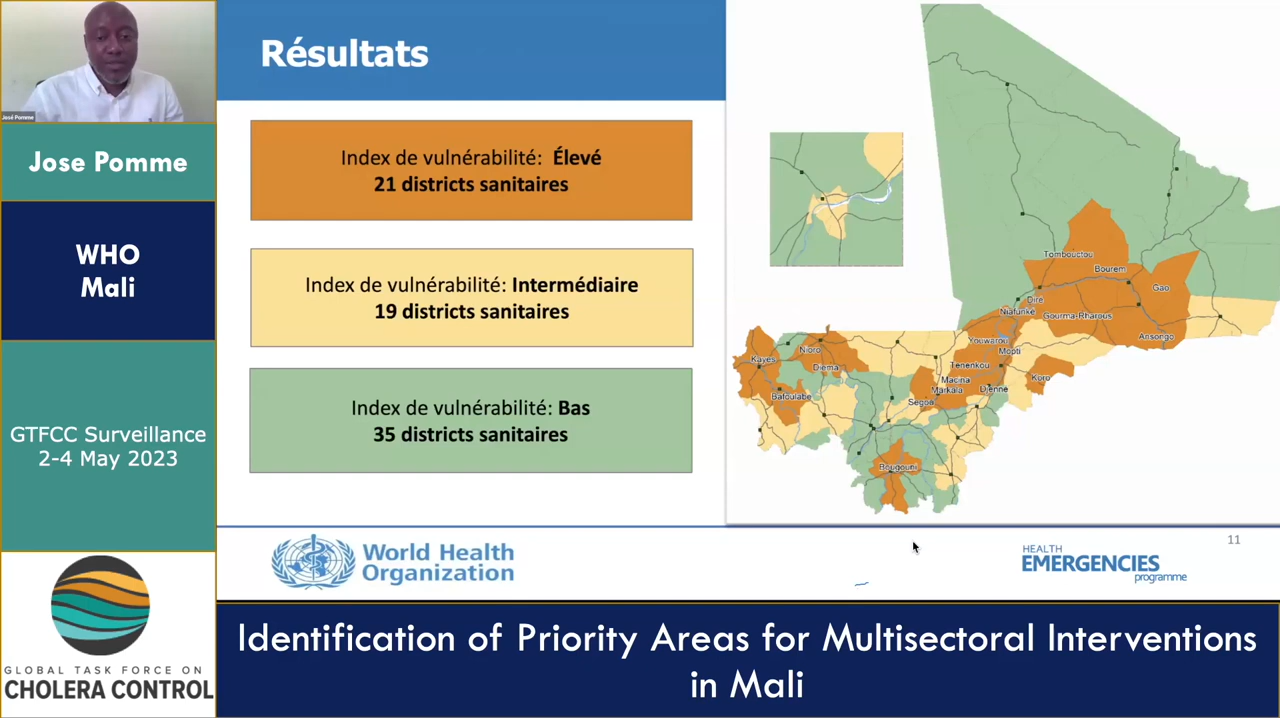 José Pomme
Jose Pomme
WHO
Mali
GTFCC Surveillance
2-4 May 2023
GLOBAL TASK FORCE ON
CHOLERA CONTROL
Résultats
Index de vulnérabilité: Élevé
21 districts sanitaires
Index de vulnérabilité: Intermédiaire
19 districts sanitaires
Index de vulnérabilité: Bas
35 districts sanitaires
Tombouctou
Bourem
Gao
Diré
Niafunké
Gourma-Rharous
Ansongo
Youwarou
Mopti
Nioro
Kayes
Diema
Tenenkou
Koro
Macina
Markala
Djenne
Bafoulabe
Segou
Bougouni
World Health
Organization
11
HEALTH
EMERGENCIES
programme
Identification of Priority Areas for Multisectoral Interventions
in Mali